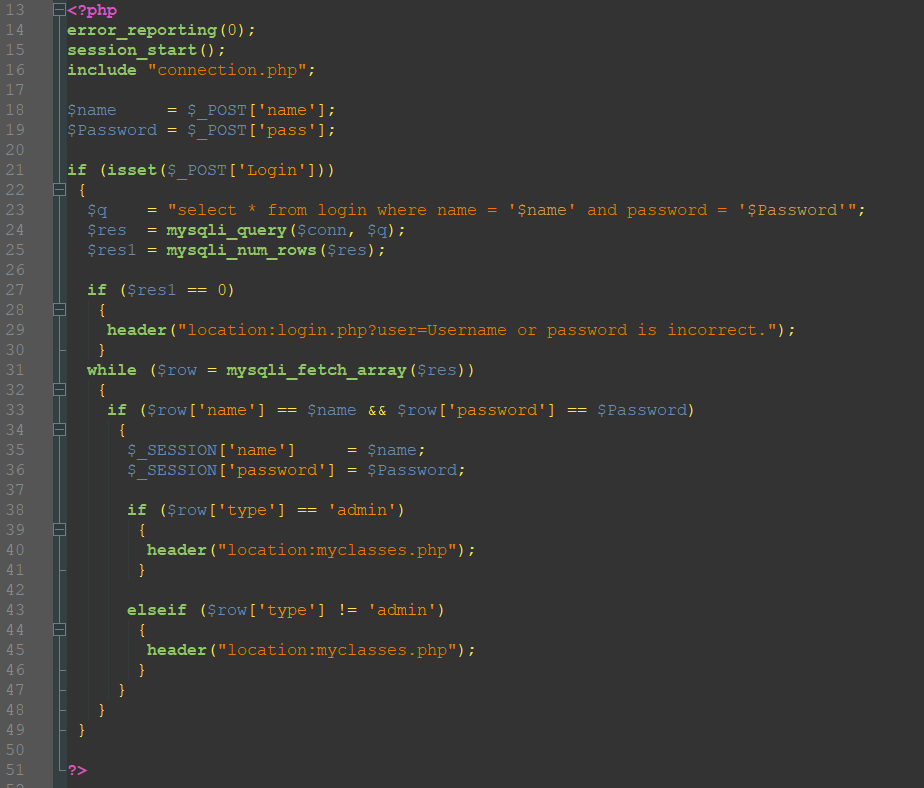 13 <?php
14 error_reporting(0);
15 session_start();
16 include "connection.php";
17
18 $name     = $_POST['name'];
19 $Password = $_POST['pass'];
20
21 if (isset($_POST['Login']))
22  {
23   $q    = "select * from login where name = '$name' and password = '$Password'";
24   $res  = mysqli_query($conn, $q);
25   $res1 = mysqli_num_rows($res);
26
27   if ($res1 == 0)
28    {
29     header("location:login.php?user=Username or password is incorrect.");
30    }
31   while ($row = mysqli_fetch_array($res))
32    {
33     if ($row['name'] == $name && $row['password'] == $Password)
34      {
35       $_SESSION['name']     = $name;
36       $_SESSION['password'] = $Password;
37
38       if ($row['type'] == 'admin')
39        {
40         header("location:myclasses.php");
41        }
42
43       elseif ($row['type'] != 'admin')
44        {
45         header("location:myclasses.php");
46        }
47      }
48    }
49  }
50
51 ?>